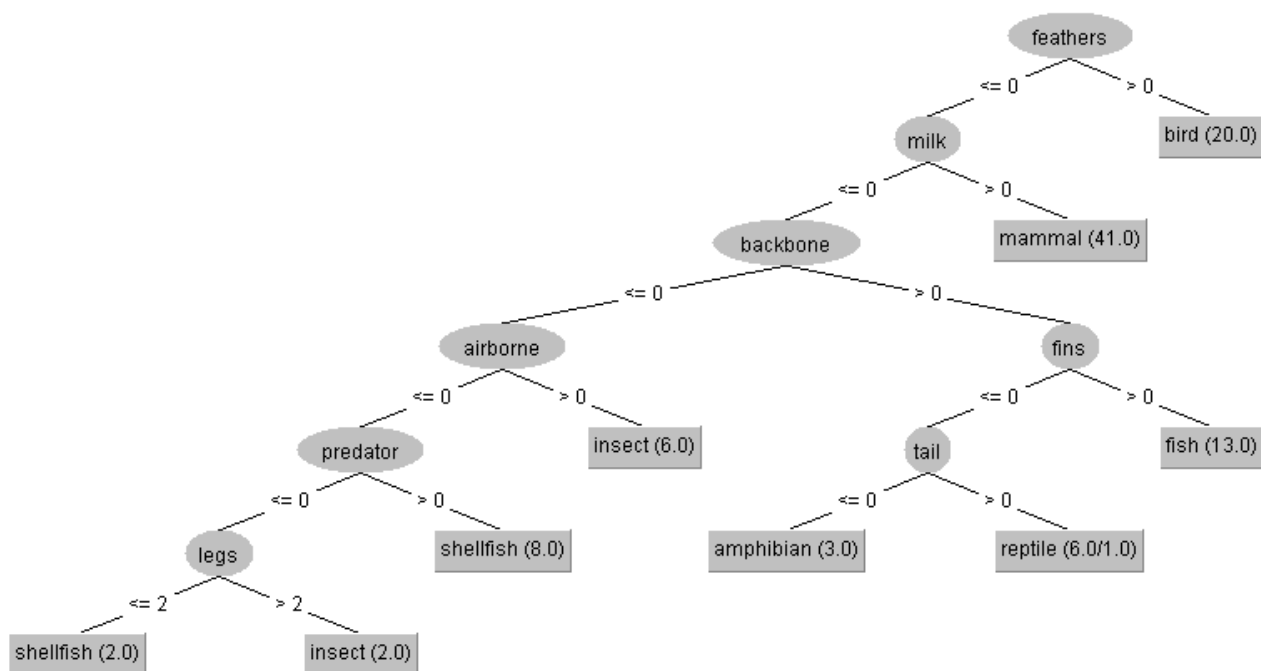 feathers
<= 0
> 0
milk
bird (20.0)
<= 0
> 0
backbone
mammal (41.0)
<= 0
> 0
airborne
fins
<= 0
> 0
<= 0
> 0
predator
insect (6.0)
tail
fish (13.0)
<= 0
> 0
<= 0
> 0
legs
shellfish (8.0)
amphibian (3.0)
reptile (6.0/1.0)
<= 2
> 2
shellfish (2.0)
insect (2.0)